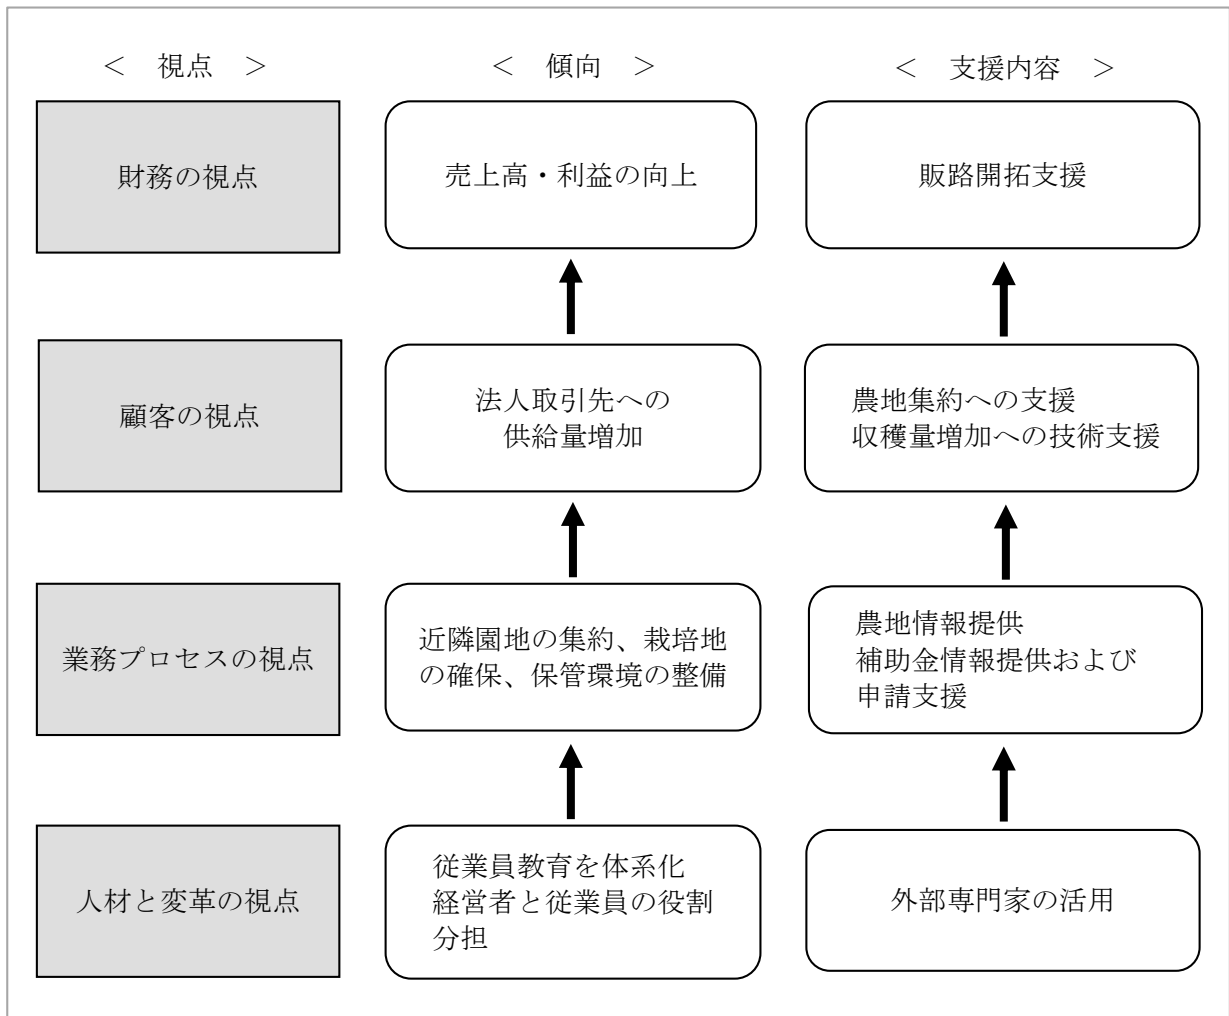 ＜　視点　＞
＜　傾向　＞
＜　支援内容　＞
財務の視点
売上高・利益の向上
販路開拓支援
顧客の視点
法人取引先への
供給量増加
農地集約への支援
収穫量増加への技術支援
業務プロセスの視点
近隣園地の集約、栽培地
の確保、保管環境の整備
農地情報提供
補助金情報提供および
申請支援
人材と変革の視点
従業員教育を体系化
経営者と従業員の役割
分担
外部専門家の活用